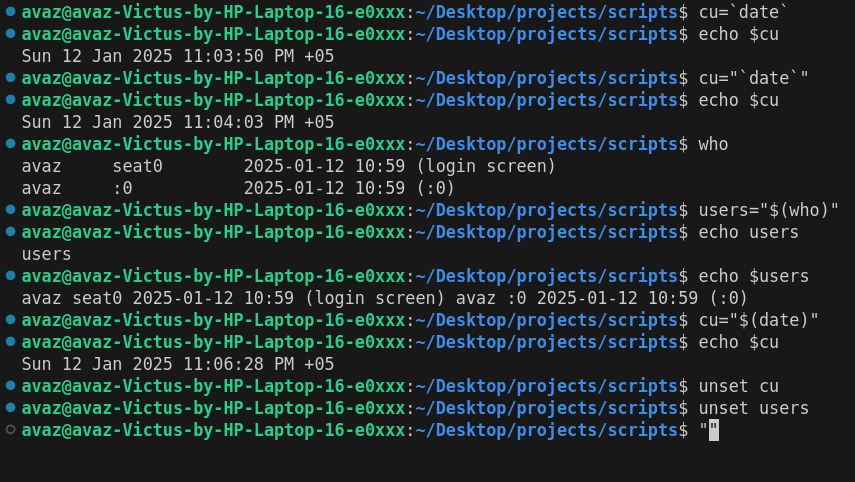 avaz@avaz-Victus-by-HP-Laptop-16-e0xxx:~/Desktop/projects/scripts$ cu=`date`
avaz@avaz-Victus-by-HP-Laptop-16-e0xxx:~/Desktop/projects/scripts$ echo $cu
Sun 12 Jan 2025 11:03:50 PM +05
avaz@avaz-Victus-by-HP-Laptop-16-e0xxx:~/Desktop/projects/scripts$ cu="`date`"
avaz@avaz-Victus-by-HP-Laptop-16-e0xxx:~/Desktop/projects/scripts$ echo $cu
Sun 12 Jan 2025 11:04:03 PM +05
avaz@avaz-Victus-by-HP-Laptop-16-e0xxx:~/Desktop/projects/scripts$ who
avaz     seat0        2025-01-12 10:59 (login screen)
avaz     :0           2025-01-12 10:59 (:0)
avaz@avaz-Victus-by-HP-Laptop-16-e0xxx:~/Desktop/projects/scripts$ users="$(who)"
avaz@avaz-Victus-by-HP-Laptop-16-e0xxx:~/Desktop/projects/scripts$ echo users
users
avaz@avaz-Victus-by-HP-Laptop-16-e0xxx:~/Desktop/projects/scripts$ echo $users
avaz seat0 2025-01-12 10:59 (login screen) avaz :0 2025-01-12 10:59 (:0)
avaz@avaz-Victus-by-HP-Laptop-16-e0xxx:~/Desktop/projects/scripts$ cu="$(date)"
avaz@avaz-Victus-by-HP-Laptop-16-e0xxx:~/Desktop/projects/scripts$ echo $cu
Sun 12 Jan 2025 11:06:28 PM +05
avaz@avaz-Victus-by-HP-Laptop-16-e0xxx:~/Desktop/projects/scripts$ unset cu
avaz@avaz-Victus-by-HP-Laptop-16-e0xxx:~/Desktop/projects/scripts$ unset users
avaz@avaz-Victus-by-HP-Laptop-16-e0xxx:~/Desktop/projects/scripts$ ""